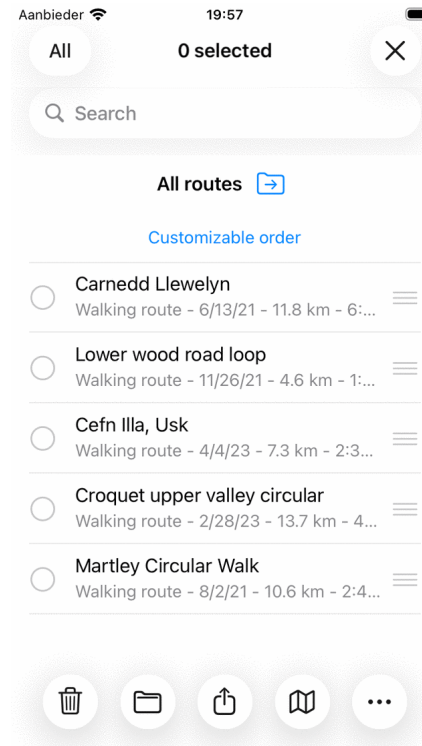 Aanbieder 19:57
All 0 selected
Search
All routes
Customizable order
Carnedd Llewelyn
Walking route - 6/13/21 - 11.8 km - 6:...
Lower wood road loop
Walking route - 11/26/21 - 4.6 km - 1:...
Cefn Illa, Usk
Walking route - 4/4/23 - 7.3 km - 2:3...
Croquet upper valley circular
Walking route - 2/28/23 - 13.7 km - 4...
Martley Circular Walk
Walking route - 8/2/21 - 10.6 km - 2:4...